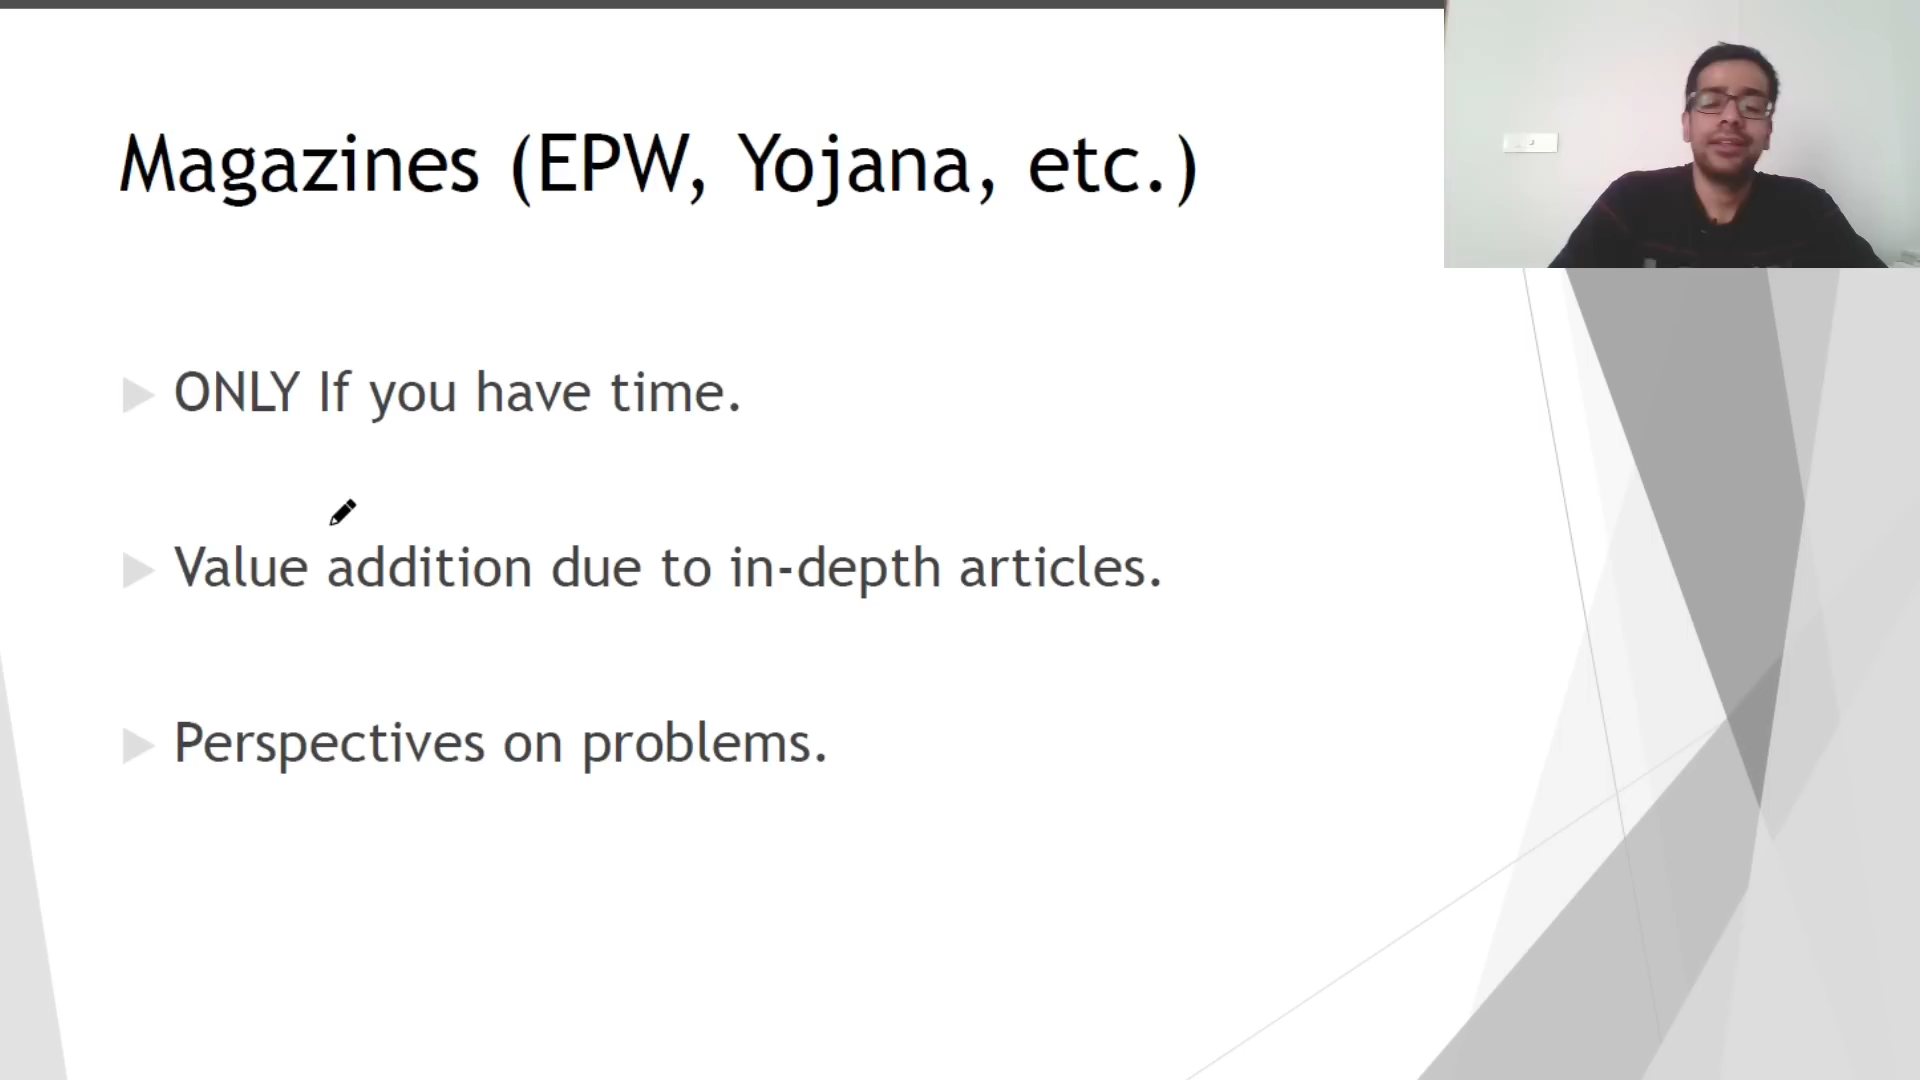 Magazines (EPW, Yojana, etc.)
ONLY If you have time.
Value addition due to in-depth articles.
Perspectives on problems.